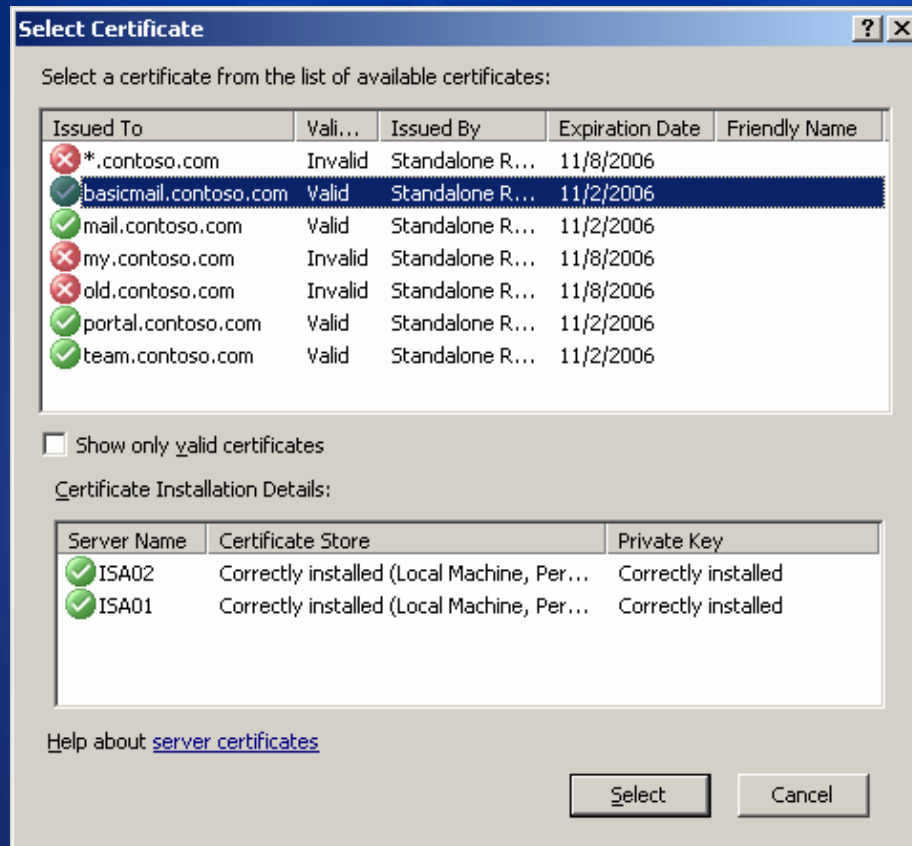 Select Certificate
Select a certificate from the list of available certificates:
Issued To Vali... Issued By Expiration Date Friendly Name
*.contoso.com Invalid Standalone R... 11/8/2006
basicmail.contoso.com Valid Standalone R... 11/2/2006
mail.contoso.com Valid Standalone R... 11/2/2006
my.contoso.com Invalid Standalone R... 11/8/2006
old.contoso.com Invalid Standalone R... 11/8/2006
portal.contoso.com Valid Standalone R... 11/2/2006
team.contoso.com Valid Standalone R... 11/2/2006
Show only valid certificates
Certificate Installation Details:
Server Name Certificate Store Private Key
ISA02 Correctly installed (Local Machine, Per... Correctly installed
ISA01 Correctly installed (Local Machine, Per... Correctly installed
Help about server certificates
Select Cancel